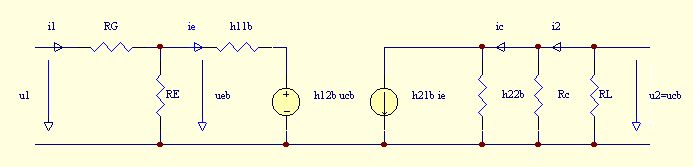 i1 RG ie h11b ic i2
u1 RE ueb h12b ucb h21b ie h22b Rc RL u2=ucb